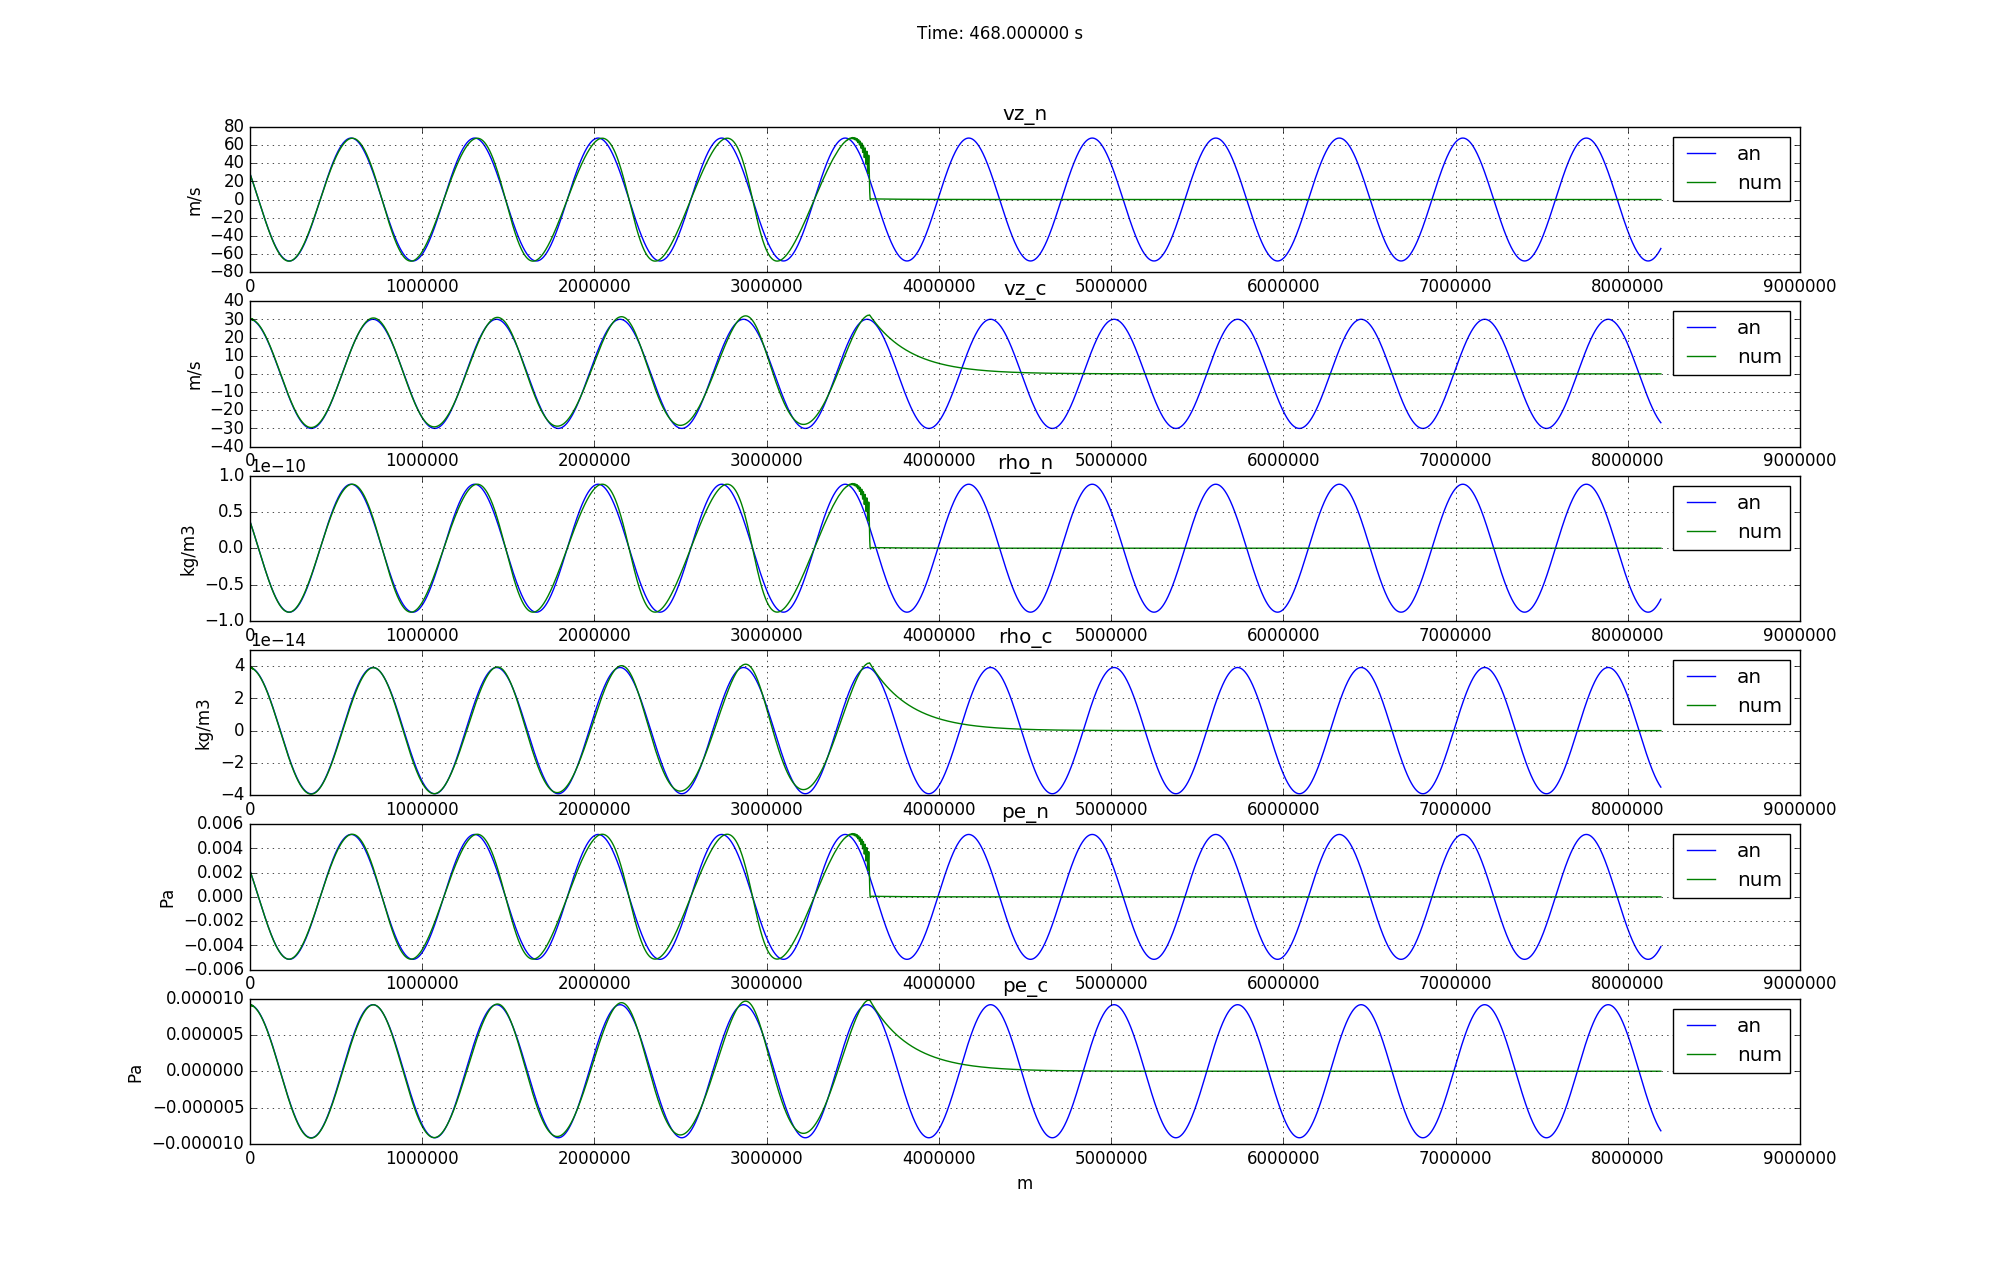 Time: 468.000000 s
vz_n
80
60
40
20
0
−20
−40
−60
−80
m/s
an
num
0 1000000 2000000 3000000 4000000 5000000 6000000 7000000 8000000 9000000
vz_c
40
30
20
10
0
−10
−20
−30
−40
m/s
an
num
0 1000000 2000000 3000000 4000000 5000000 6000000 7000000 8000000 9000000
1e−10
rho_n
1.0
0.5
0.0
−0.5
−1.0
kg/m3
an
num
0 1000000 2000000 3000000 4000000 5000000 6000000 7000000 8000000 9000000
1e−14
rho_c
4
2
0
−2
−4
kg/m3
an
num
0 1000000 2000000 3000000 4000000 5000000 6000000 7000000 8000000 9000000
pe_n
0.006
0.004
0.002
0.000
−0.002
−0.004
−0.006
Pa
an
num
0 1000000 2000000 3000000 4000000 5000000 6000000 7000000 8000000 9000000
pe_c
0.000010
0.000005
0.000000
−0.000005
−0.000010
Pa
an
num
0 1000000 2000000 3000000 4000000 5000000 6000000 7000000 8000000 9000000
m